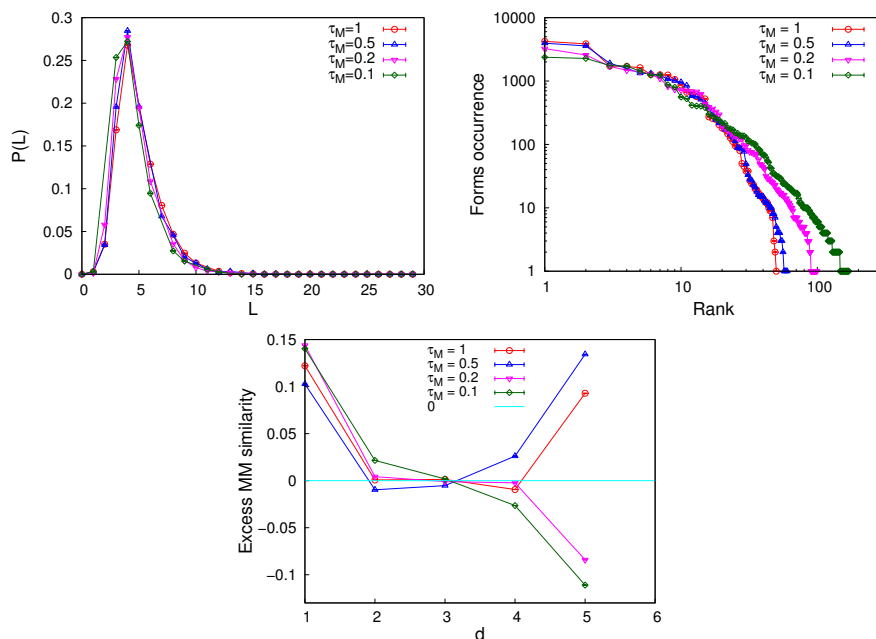 0.3
0.25
0.2
0.15
0.1
0.05
0
P(L)
0 5 10 15 20 25 30
L
τM=1
τM=0.5
τM=0.2
τM=0.1
10000
1000
100
10
1
Forms occurrence
1 10 100
Rank
τM = 1
τM = 0.5
τM = 0.2
τM = 0.1
0.15
0.1
0.05
0
−0.05
−0.1
Excess MM similarity
1 2 3 4 5 6
d
τM = 1
τM = 0.5
τM = 0.2
τM = 0.1
0